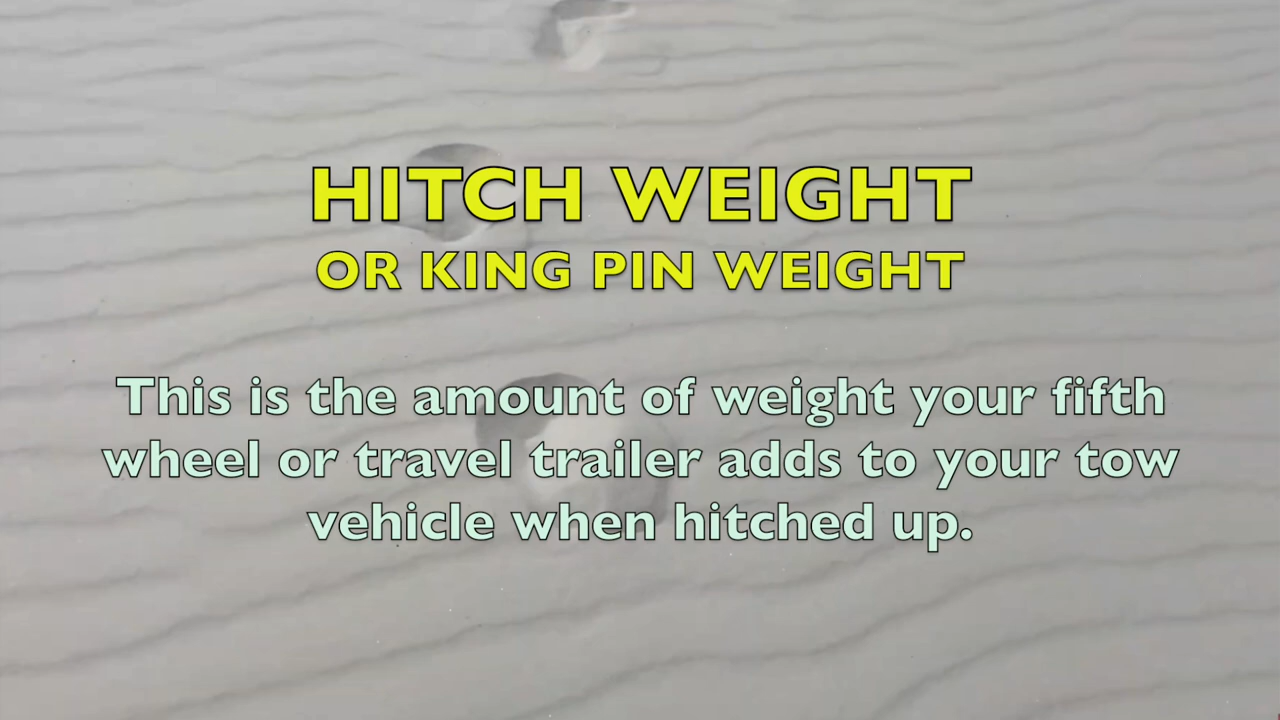 HITCH WEIGHT
OR KING PIN WEIGHT
This is the amount of weight your fifth
wheel or travel trailer adds to your tow
vehicle when hitched up.